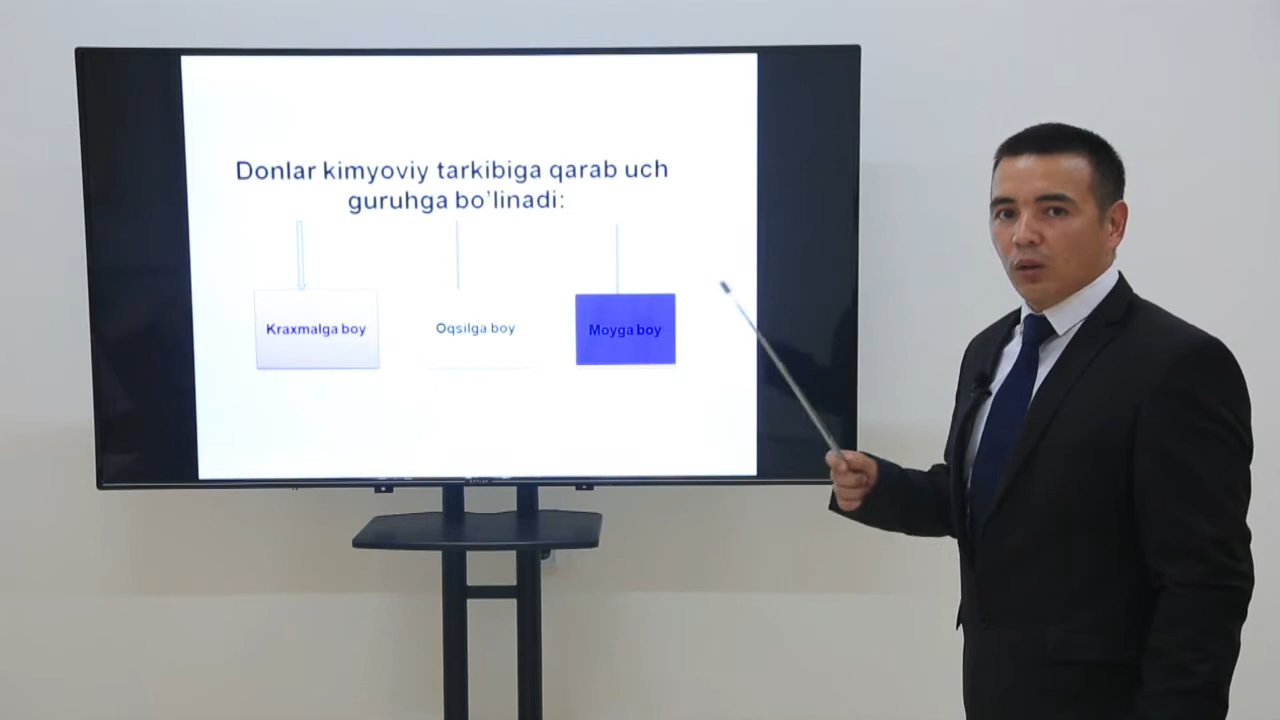 Donlar kimyoviy tarkibiga qarab uch
guruhga bo’linadi:
Kraxmalga boy
Oqsilga boy
Moyga boy